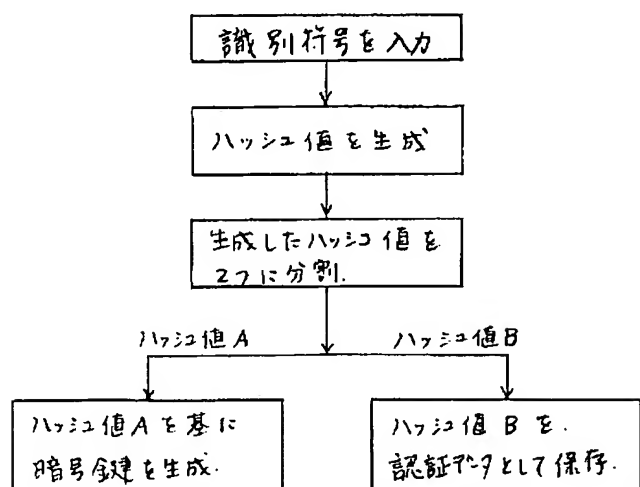 識別符号を入力
ハッシュ値を生成
生成したハッシュ値を
2つに分割.
ハッシュ値A
ハッシュ値B
ハッシュ値Aを基に
暗号鍵を生成.
ハッシュ値Bを.
認証データとして保存.